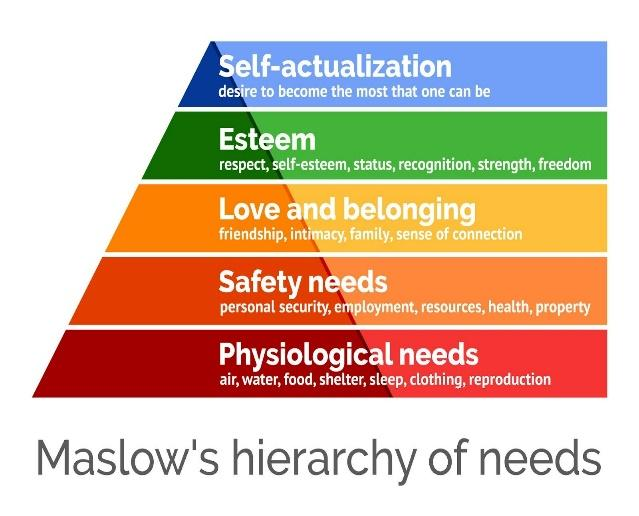 Self-actualization
desire to become the most that one can be
Esteem
respect, self-esteem, status, recognition, strength, freedom
Love and belonging
friendship, intimacy, family, sense of connection
Safety needs
personal security, employment, resources, health, property
Physiological needs
air, water, food, shelter, sleep, clothing, reproduction
Maslow's hierarchy of needs